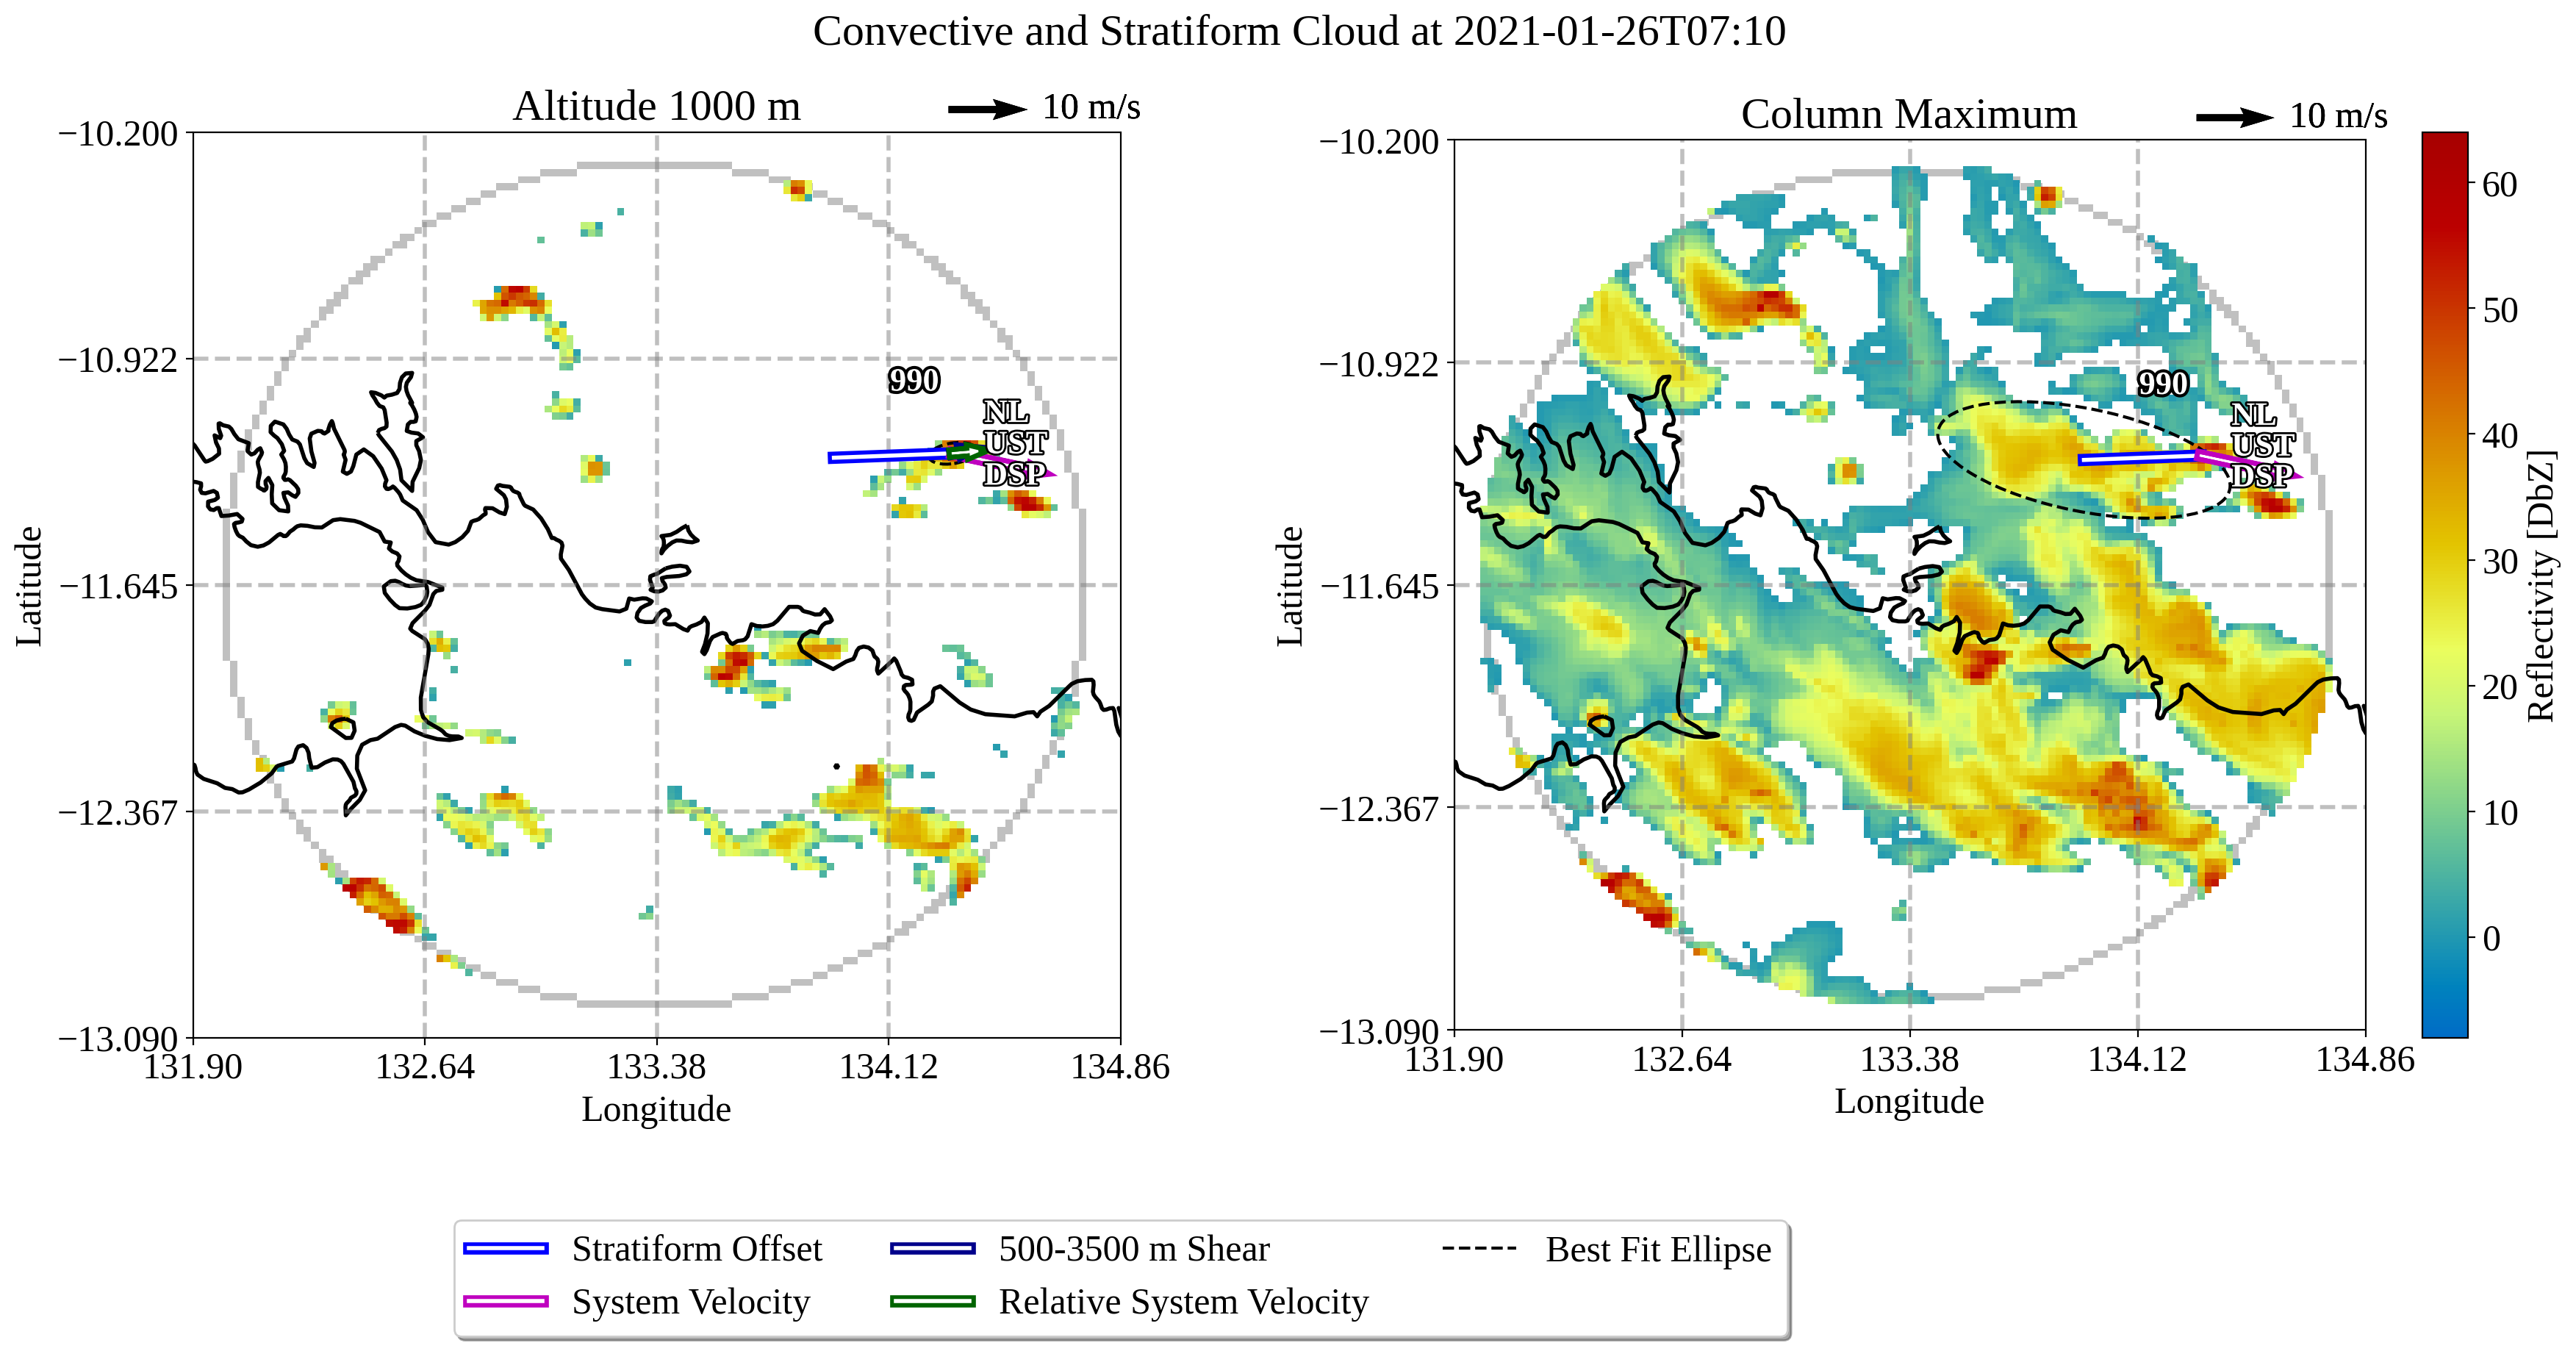 Convective and Stratiform Cloud at 2021-01-26T07:10
Altitude 1000 m
10 m/s
−10.200
−10.922
−11.645
−12.367
−13.090
Latitude
131.90
132.64
133.38
134.12
134.86
Longitude
990
NL
UST
DSP
Column Maximum
10 m/s
−10.200
−10.922
−11.645
−12.367
−13.090
Latitude
131.90
132.64
133.38
134.12
134.86
Longitude
990
NL
UST
DSP
60
50
40
30
20
10
0
Reflectivity [DbZ]
Stratiform Offset
System Velocity
500-3500 m Shear
Relative System Velocity
Best Fit Ellipse